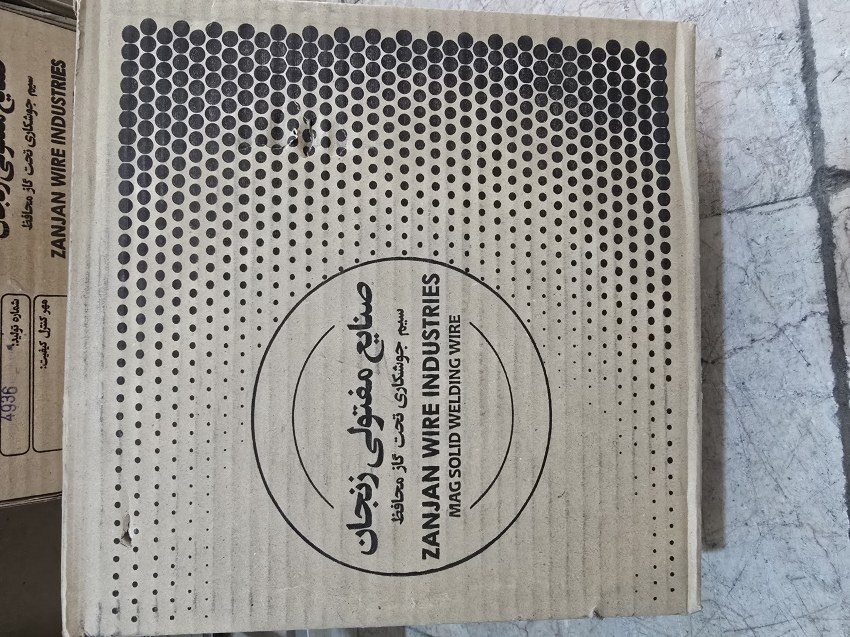 صنایع مفتولی زنجان
سیم جوشکاری تحت گاز محافظ
ZANJAN WIRE INDUSTRIES
MAG SOLID WELDING WIRE
سیم جوشکاری تحت گاز محافظ
ZANJAN WIRE INDUSTRIES
شماره تولید:
4936
مهر کنترل کیفیت: